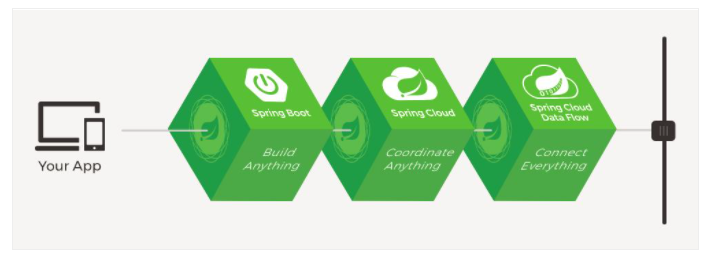 Your App
Spring Boot
Build
Anything
Spring Cloud
Coordinate
Anything
Spring Cloud
Data Flow
Connect
Everything